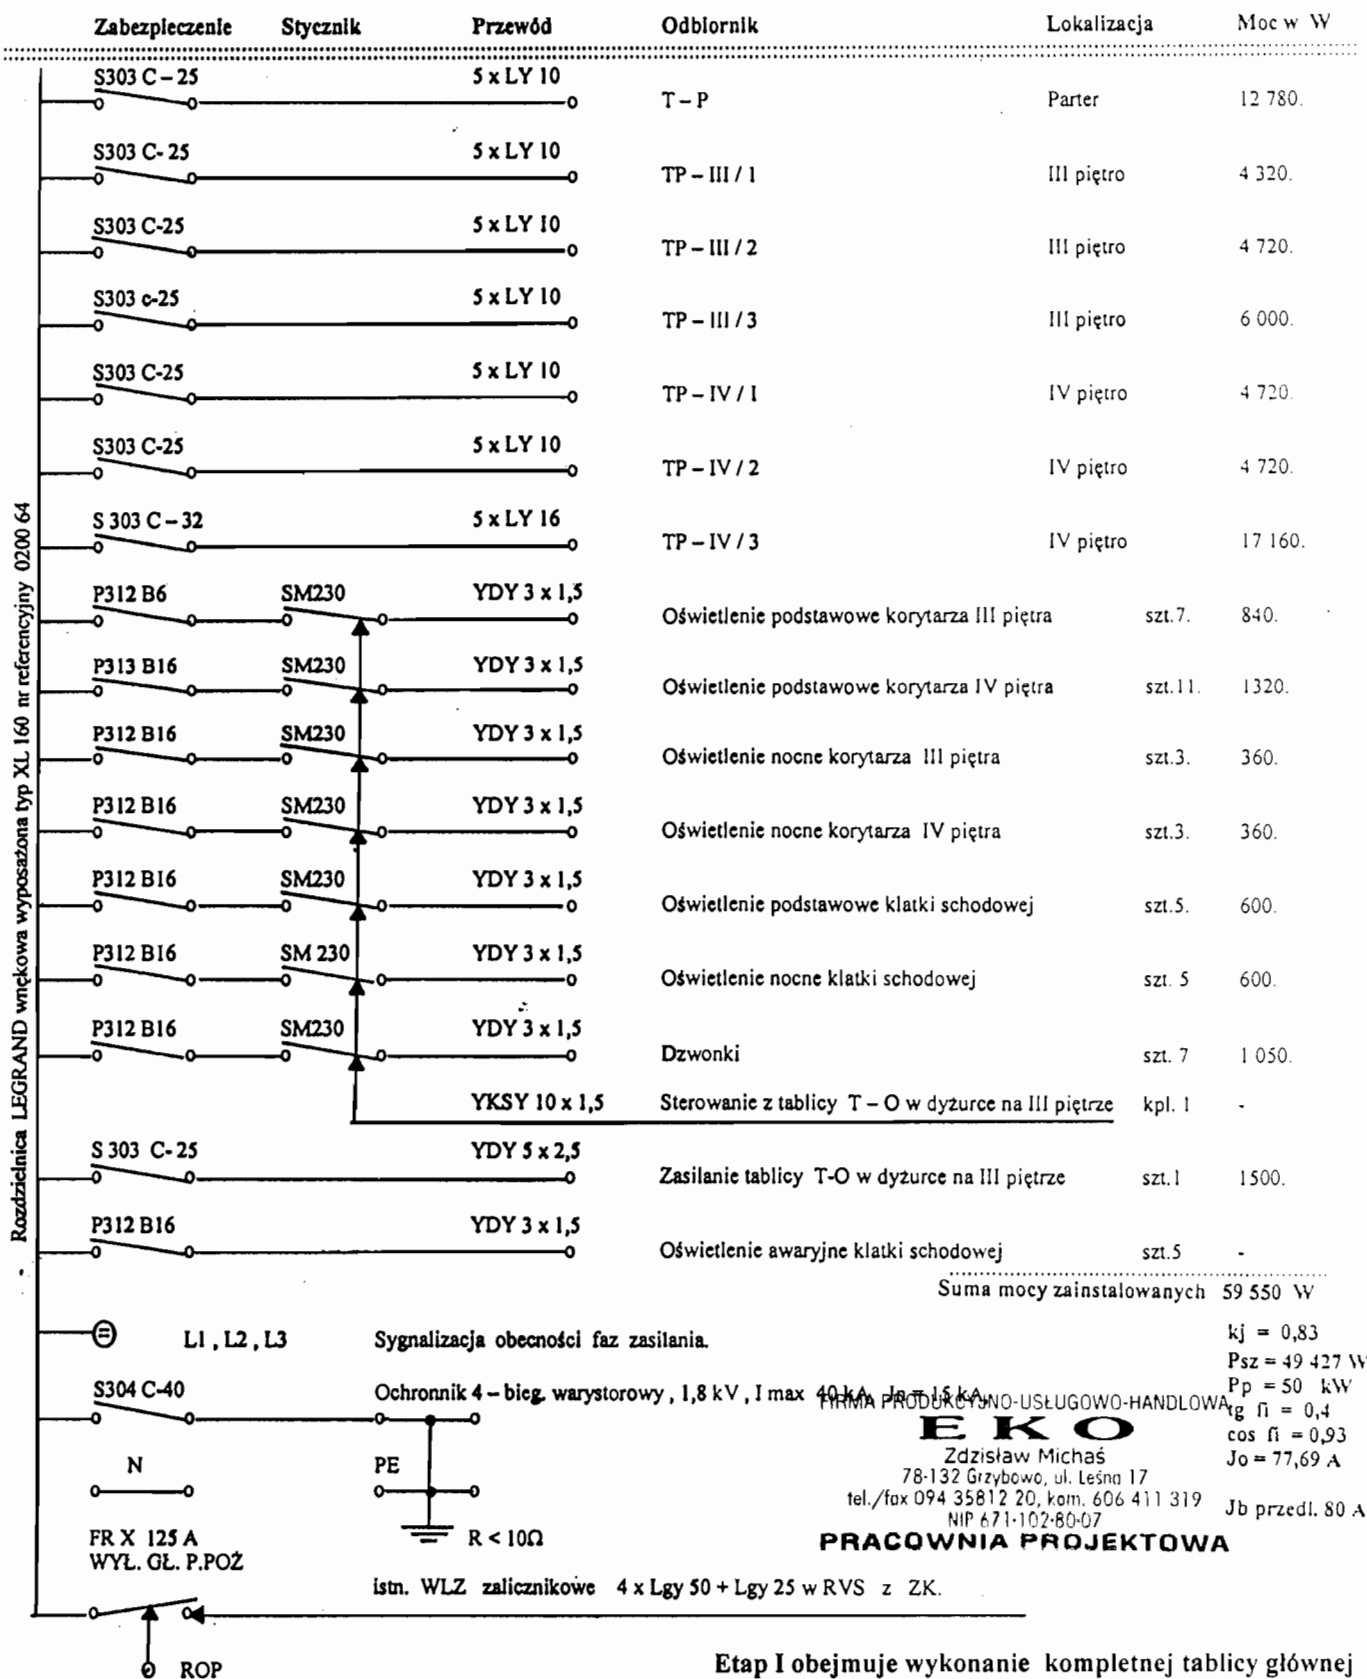 Zabezpieczenie Stycznik Przewód Odbiornik Lokalizacja Moc w W
S303 C – 25 5 x LY 10
T – P Parter 12 780.
S303 C- 25 5 x LY 10
TP – III / 1 III piętro 4 320.
S303 C-25 5 x LY 10
TP – III / 2 III piętro 4 720.
S303 c-25 5 x LY 10
TP – III / 3 III piętro 6 000.
S303 C-25 5 x LY 10
TP – IV / 1 IV piętro 4 720.
S303 C-25 5 x LY 10
TP – IV / 2 IV piętro 4 720.
S 303 C – 32 5 x LY 16
TP – IV / 3 IV piętro 17 160.
P312 B6 SM230 YDY 3 x 1,5
Oświetlenie podstawowe korytarza III piętra szt.7. 840.
P313 B16 SM230 YDY 3 x 1,5
Oświetlenie podstawowe korytarza IV piętra szt.11. 1320.
P312 B16 SM230 YDY 3 x 1,5
Oświetlenie nocne korytarza III piętra szt.3. 360.
P312 B16 SM230 YDY 3 x 1,5
Oświetlenie nocne korytarza IV piętra szt.3. 360.
P312 B16 SM230 YDY 3 x 1,5
Oświetlenie podstawowe klatki schodowej szt.5. 600.
P312 B16 SM 230 YDY 3 x 1,5
Oświetlenie nocne klatki schodowej szt. 5 600.
P312 B16 SM230 YDY 3 x 1,5
Dzwonki szt. 7 1 050.
YKSY 10 x 1,5 Sterowanie z tablicy T – O w dyżurce na III piętrze kpl. 1 -
S 303 C- 25 YDY 5 x 2,5
Zasilanie tablicy T-O w dyżurce na III piętrze szt.1 1500.
P312 B16 YDY 3 x 1,5
Oświetlenie awaryjne klatki schodowej szt.5 -
Rozdzielnica LEGRAND wnękowa wyposażona typ XL 160 nr referencyjny 0200 64
Suma mocy zainstalowanych 59 550 W
L1 , L2 , L3 Sygnalizacja obecności faz zasilania.
kj = 0,83
Psz = 49 427 W
Pp = 50 kW
tg fi = 0,4
cos fi = 0,93
Jo = 77,69 A
Jb przedl. 80 A
S304 C-40 Ochronnik 4 – bieg. warystorowy , 1,8 kV , I max 40 kA, Jn = 15 kA.
FIRMA PRODUKCYJNO-USŁUGOWO-HANDLOWA
EKO
Zdzisław Michaś
78-132 Grzybowo, ul. Leśna 17
tel./fax 094 35812 20, kom. 606 411 319
NIP 671-102-80-07
PRACOWNIA PROJEKTOWA
N PE
R < 10Ω
FR X 125 A
WYŁ. GŁ. P.POŻ
istn. WLZ zalicznikowe 4 x Lgy 50 + Lgy 25 w RVS z ZK.
ROP
Etap I obejmuje wykonanie kompletnej tablicy głównej